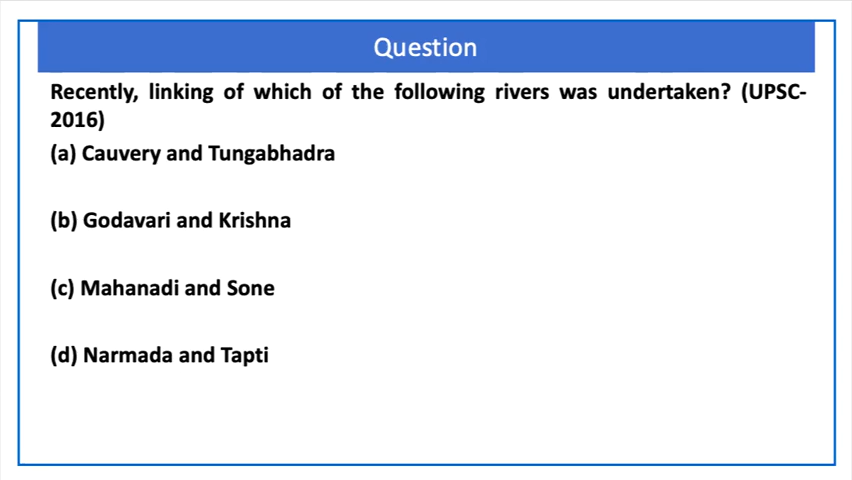 Question
Recently, linking of which of the following rivers was undertaken? (UPSC-
2016)
(a) Cauvery and Tungabhadra
(b) Godavari and Krishna
(c) Mahanadi and Sone
(d) Narmada and Tapti